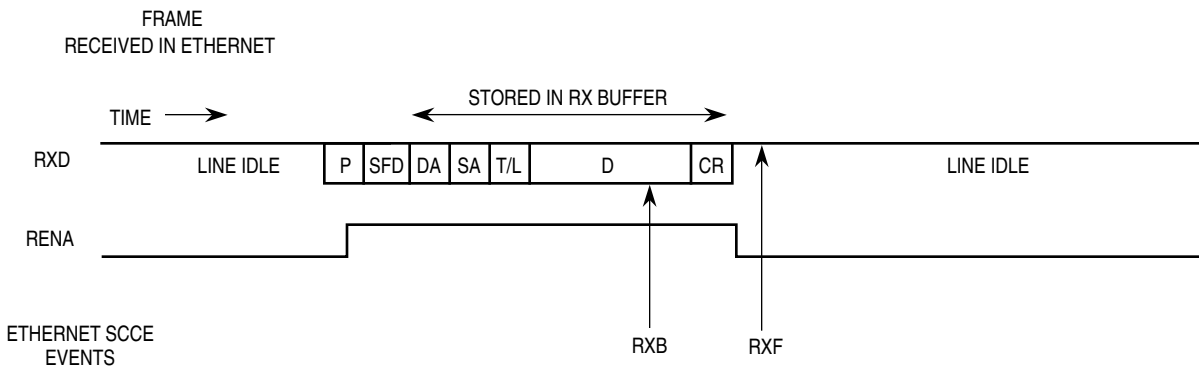 FRAME
RECEIVED IN ETHERNET
STORED IN RX BUFFER
TIME
RXD
LINE IDLE
P
SFD
DA
SA
T/L
D
CR
LINE IDLE
RENA
ETHERNET SCCE
EVENTS
RXB
RXF